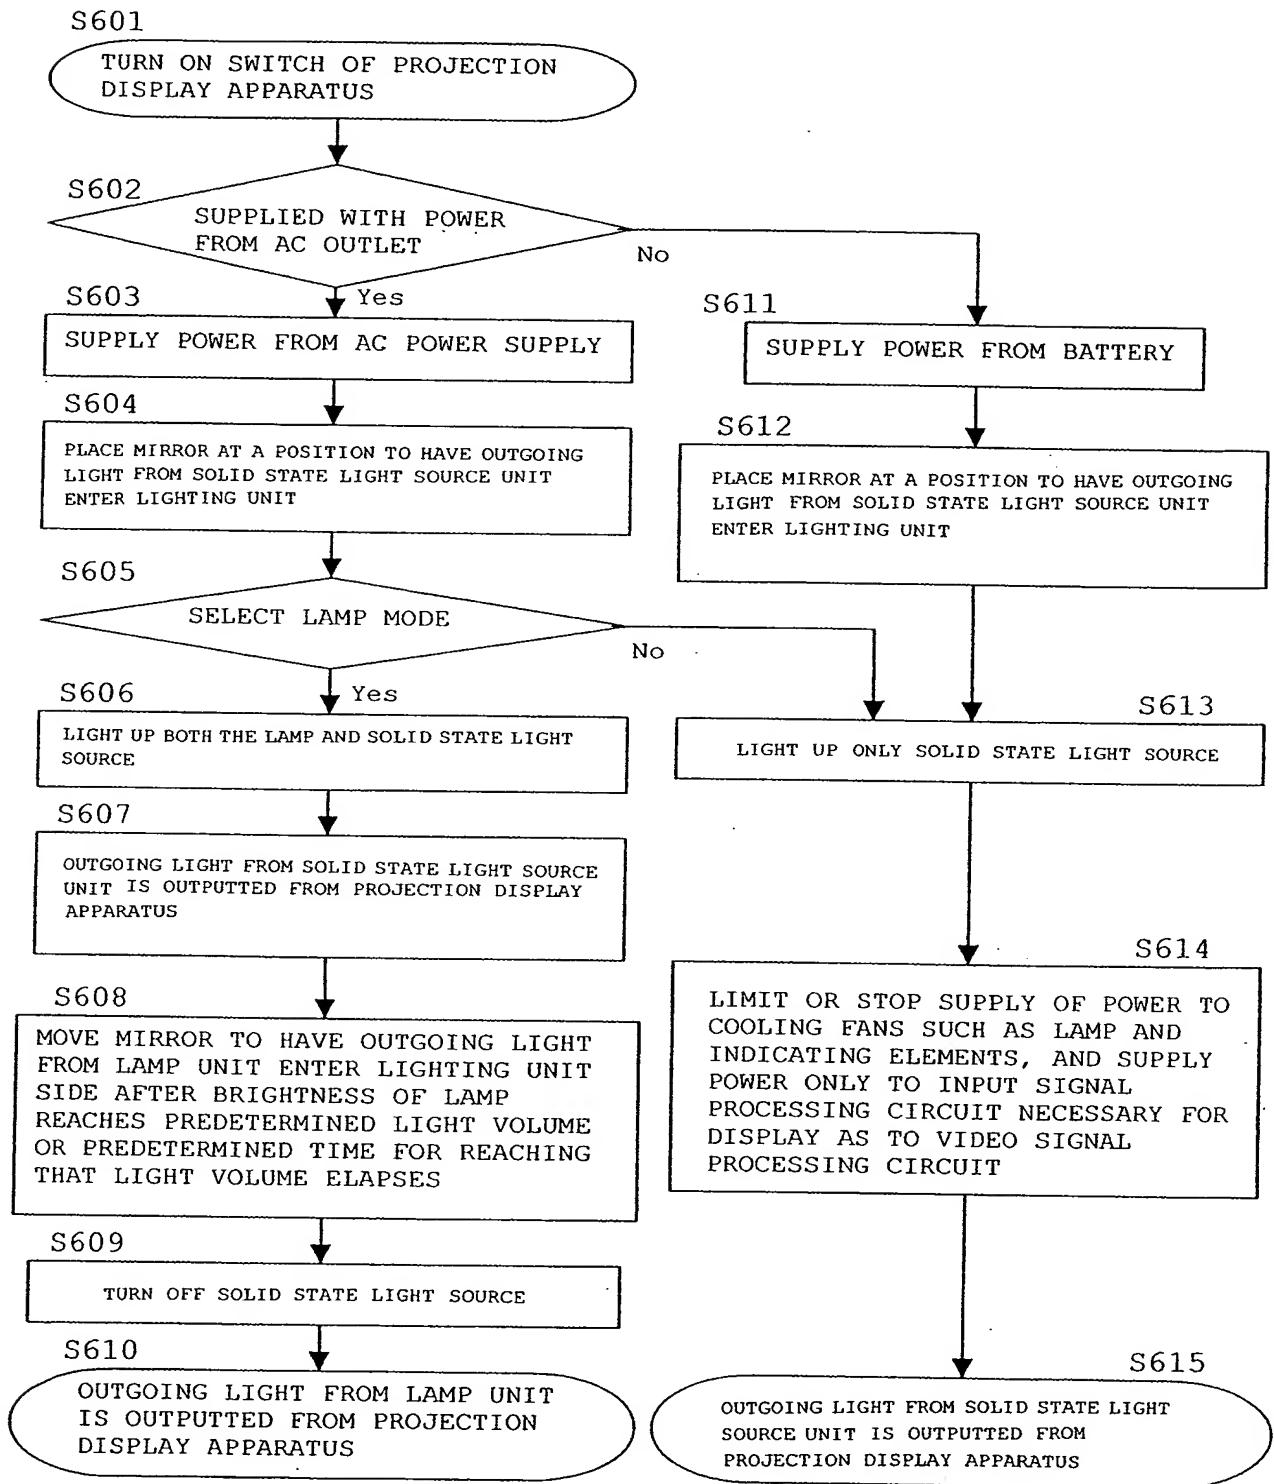 S601
TURN ON SWITCH OF PROJECTION
DISPLAY APPARATUS
S602
SUPPLIED WITH POWER
FROM AC OUTLET
No
Yes
S603
SUPPLY POWER FROM AC POWER SUPPLY
S604
PLACE MIRROR AT A POSITION TO HAVE OUTGOING
LIGHT FROM SOLID STATE LIGHT SOURCE UNIT
ENTER LIGHTING UNIT
S605
SELECT LAMP MODE
No
Yes
S606
LIGHT UP BOTH THE LAMP AND SOLID STATE LIGHT
SOURCE
S607
OUTGOING LIGHT FROM SOLID STATE LIGHT SOURCE
UNIT IS OUTPUTTED FROM PROJECTION DISPLAY
APPARATUS
S608
MOVE MIRROR TO HAVE OUTGOING LIGHT
FROM LAMP UNIT ENTER LIGHTING UNIT
SIDE AFTER BRIGHTNESS OF LAMP
REACHES PREDETERMINED LIGHT VOLUME
OR PREDETERMINED TIME FOR REACHING
THAT LIGHT VOLUME ELAPSES
S609
TURN OFF SOLID STATE LIGHT SOURCE
S610
OUTGOING LIGHT FROM LAMP UNIT
IS OUTPUTTED FROM PROJECTION
DISPLAY APPARATUS
S611
SUPPLY POWER FROM BATTERY
S612
PLACE MIRROR AT A POSITION TO HAVE OUTGOING
LIGHT FROM SOLID STATE LIGHT SOURCE UNIT
ENTER LIGHTING UNIT
S613
LIGHT UP ONLY SOLID STATE LIGHT SOURCE
S614
LIMIT OR STOP SUPPLY OF POWER TO
COOLING FANS SUCH AS LAMP AND
INDICATING ELEMENTS, AND SUPPLY
POWER ONLY TO INPUT SIGNAL
PROCESSING CIRCUIT NECESSARY FOR
DISPLAY AS TO VIDEO SIGNAL
PROCESSING CIRCUIT
S615
OUTGOING LIGHT FROM SOLID STATE LIGHT
SOURCE UNIT IS OUTPUTTED FROM
PROJECTION DISPLAY APPARATUS